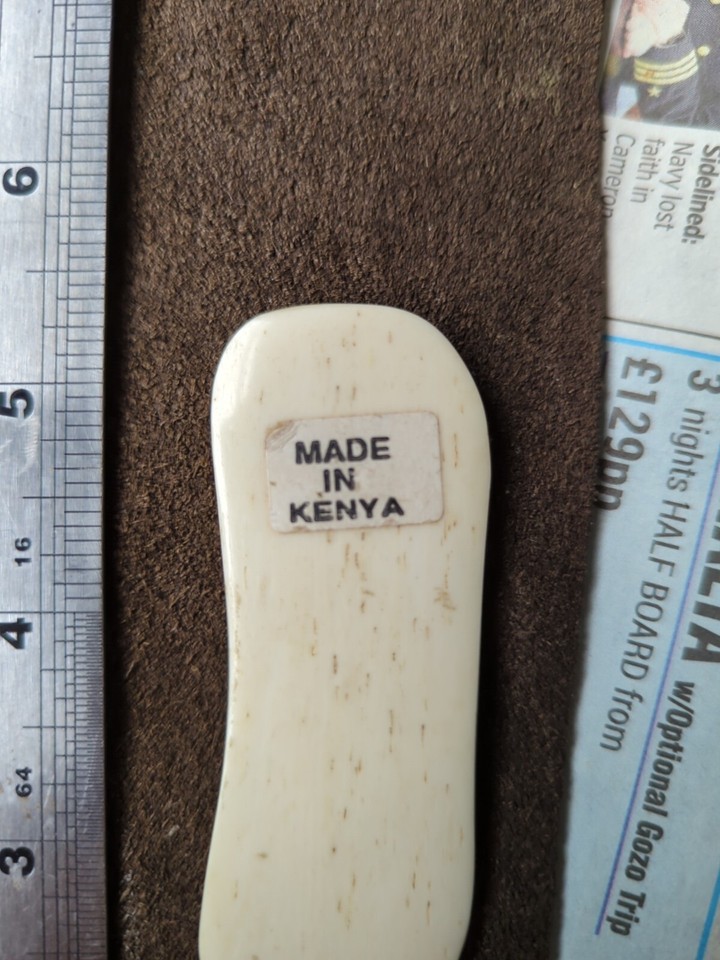 MADE
IN
KENYA
6
5
16
4
64
3
Sidelined:
Navy lost
faith in
Cameron
3 nights HALF BOARD from
£129pp
w/Optional Gozo Trip